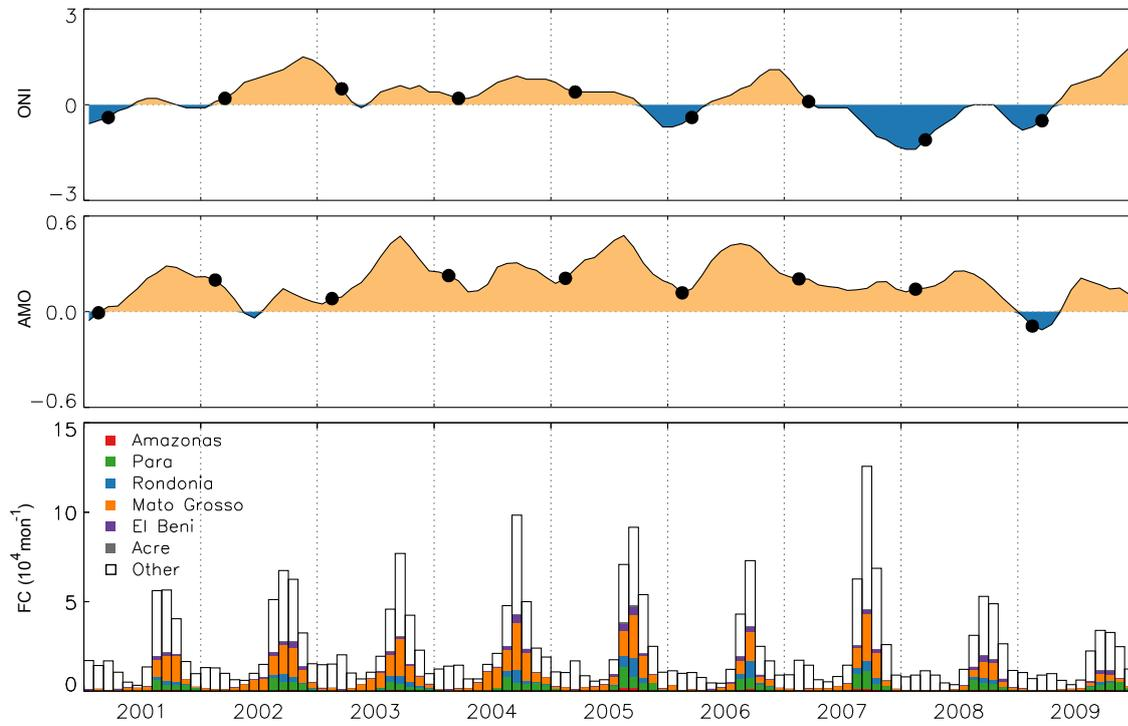 3
ONI
0
−3
0.6
AMO
0.0
−0.6
15
Amazonas
Para
Rondonia
Mato Grosso
10
El Beni
Acre
Other
FC (10⁴mon⁻¹)
5
0
2001 2002 2003 2004 2005 2006 2007 2008 2009